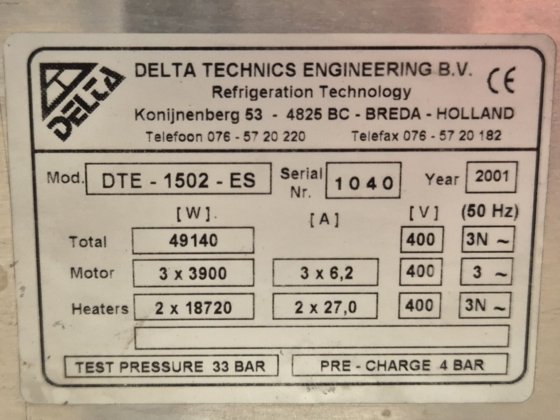 DELTA
DELTA TECHNICS ENGINEERING B.V.
CE
Refrigeration Technology
Konijnenberg 53 - 4825 BC - BREDA - HOLLAND
Telefoon 076 - 57 20 220 Telefax 076 - 57 20 182
Mod. DTE - 1502 - ES Serial Nr. 1040 Year 2001
[W] [A] [V] (50 Hz)
Total 49140 400 3N ~
Motor 3 x 3900 3 x 6,2 400 3 ~
Heaters 2 x 18720 2 x 27,0 400 3N ~
TEST PRESSURE 33 BAR PRE - CHARGE 4 BAR